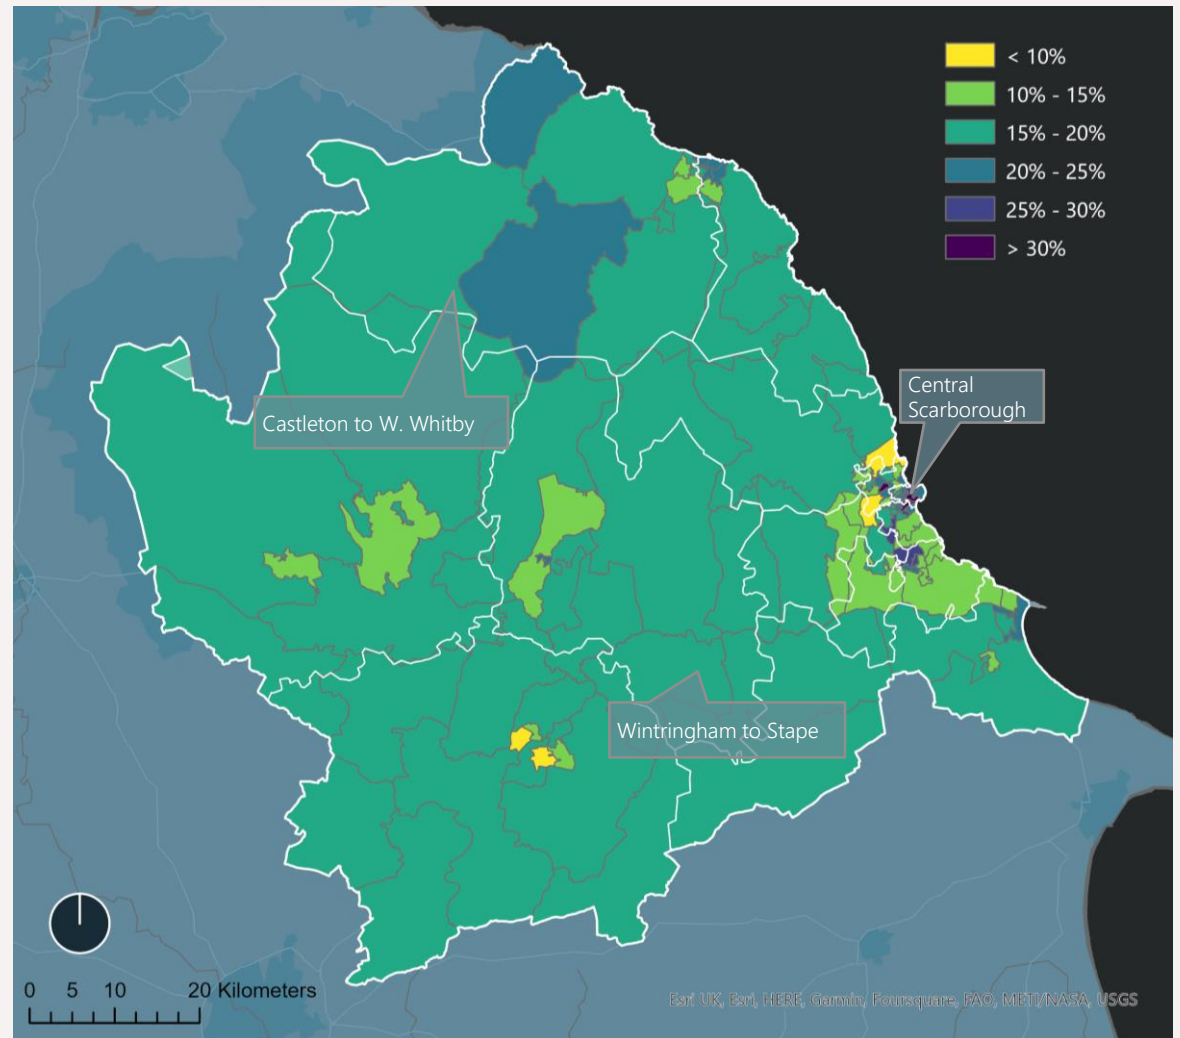 < 10%
10% - 15%
15% - 20%
20% - 25%
25% - 30%
> 30%
Central
Scarborough
Castleton to W. Whitby
Wintringham to Stape
0 5 10 20 Kilometers
Esri UK, Esri, HERE, Garmin, Foursquare, FAO, METI/NASA, USGS